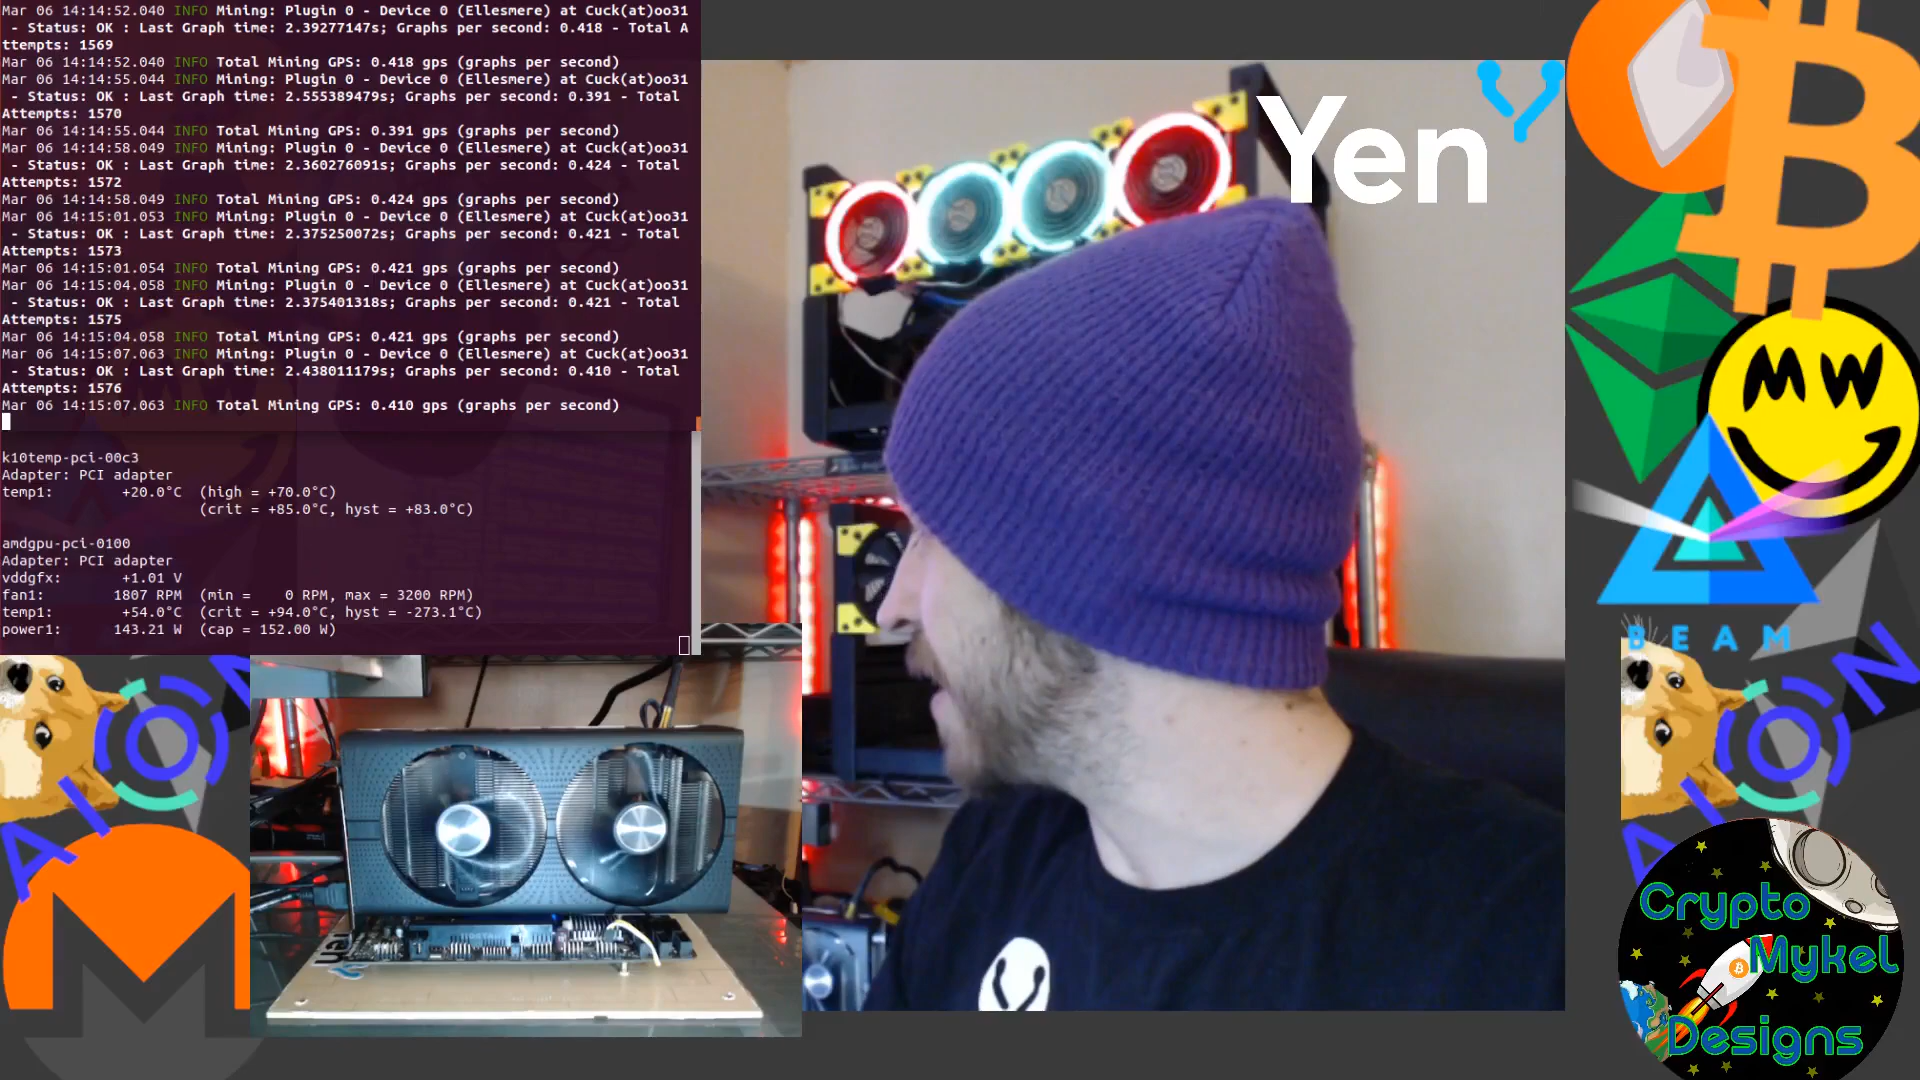 Mar 06 14:14:52.040 INFO Mining: Plugin 0 - Device 0 (Ellesmere) at Cuck(at)oo31
- Status: OK : Last Graph time: 2.39277147s; Graphs per second: 0.418 - Total A
ttempts: 1569
Mar 06 14:14:52.040 INFO Total Mining GPS: 0.418 gps (graphs per second)
Mar 06 14:14:55.044 INFO Mining: Plugin 0 - Device 0 (Ellesmere) at Cuck(at)oo31
- Status: OK : Last Graph time: 2.555389479s; Graphs per second: 0.391 - Total
Attempts: 1570
Mar 06 14:14:55.044 INFO Total Mining GPS: 0.391 gps (graphs per second)
Mar 06 14:14:58.049 INFO Mining: Plugin 0 - Device 0 (Ellesmere) at Cuck(at)oo31
- Status: OK : Last Graph time: 2.360276091s; Graphs per second: 0.424 - Total
Attempts: 1572
Mar 06 14:14:58.049 INFO Total Mining GPS: 0.424 gps (graphs per second)
Mar 06 14:15:01.053 INFO Mining: Plugin 0 - Device 0 (Ellesmere) at Cuck(at)oo31
- Status: OK : Last Graph time: 2.375250072s; Graphs per second: 0.421 - Total
Attempts: 1573
Mar 06 14:15:01.054 INFO Total Mining GPS: 0.421 gps (graphs per second)
Mar 06 14:15:04.058 INFO Mining: Plugin 0 - Device 0 (Ellesmere) at Cuck(at)oo31
- Status: OK : Last Graph time: 2.375401318s; Graphs per second: 0.421 - Total
Attempts: 1575
Mar 06 14:15:04.058 INFO Total Mining GPS: 0.421 gps (graphs per second)
Mar 06 14:15:07.063 INFO Mining: Plugin 0 - Device 0 (Ellesmere) at Cuck(at)oo31
- Status: OK : Last Graph time: 2.438011179s; Graphs per second: 0.410 - Total
Attempts: 1576
Mar 06 14:15:07.063 INFO Total Mining GPS: 0.410 gps (graphs per second)
k10temp-pci-00c3
Adapter: PCI adapter
temp1: +20.0°C (high = +70.0°C)
(crit = +85.0°C, hyst = +83.0°C)
amdgpu-pci-0100
Adapter: PCI adapter
vddgfx: +1.01 V
fan1: 1807 RPM (min = 0 RPM, max = 3200 RPM)
temp1: +54.0°C (crit = +94.0°C, hyst = -273.1°C)
power1: 143.21 W (cap = 152.00 W)
Yen
MW
BEAM
AION
AION
Crypto
Mykel
Designs